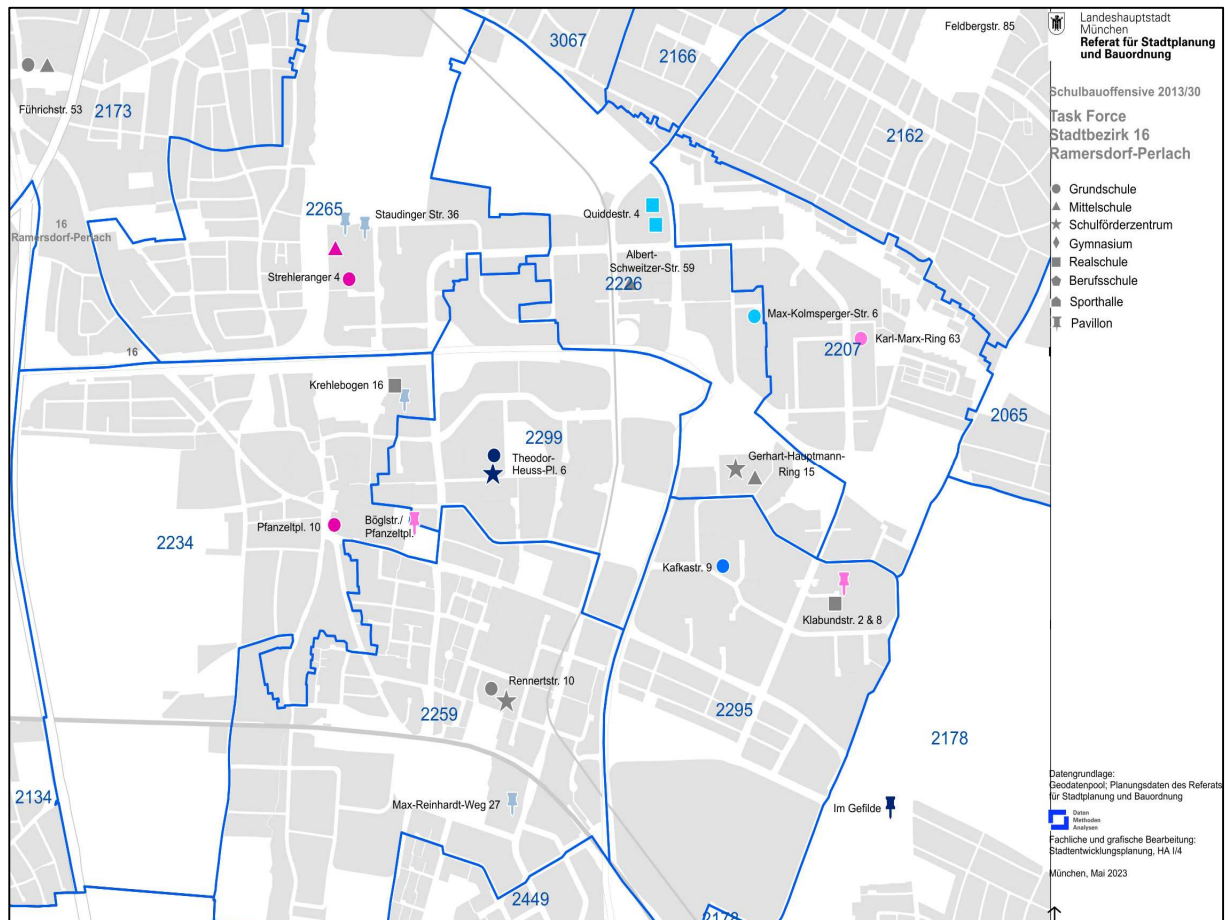 Feldbergstr. 85
3067
2166
Führichstr. 53
2173
2162
2265
Staudinger Str. 36
Quiddestr. 4
16
Ramersdorf-Perlach
Strehleranger 4
Albert-
Schweitzer-Str. 59
2226
Max-Kolmsperger-Str. 6
Karl-Marx-Ring 63
2207
16
Krehlebogen 16
2065
2299
Theodor-
Heuss-Pl. 6
Gerhart-Hauptmann-
Ring 15
Pfanzeltpl. 10
Böglstr./
Pfanzeltpl.
2234
Kafkastr. 9
Klabundstr. 2 & 8
Rennertstr. 10
2259
2295
2178
2134
Max-Reinhardt-Weg 27
Im Gefilde
2449
2178
Landeshauptstadt
München
Referat für Stadtplanung
und Bauordnung
Schulbauoffensive 2013/30
Task Force
Stadtbezirk 16
Ramersdorf-Perlach
Grundschule
Mittelschule
Schulförderzentrum
Gymnasium
Realschule
Berufsschule
Sporthalle
Pavillon
Datengrundlage:
Geodatenpool; Planungsdaten des Referats
für Stadtplanung und Bauordnung
Daten
Methoden
Analysen
Fachliche und grafische Bearbeitung:
Stadtentwicklungsplanung, HA I/4
München, Mai 2023